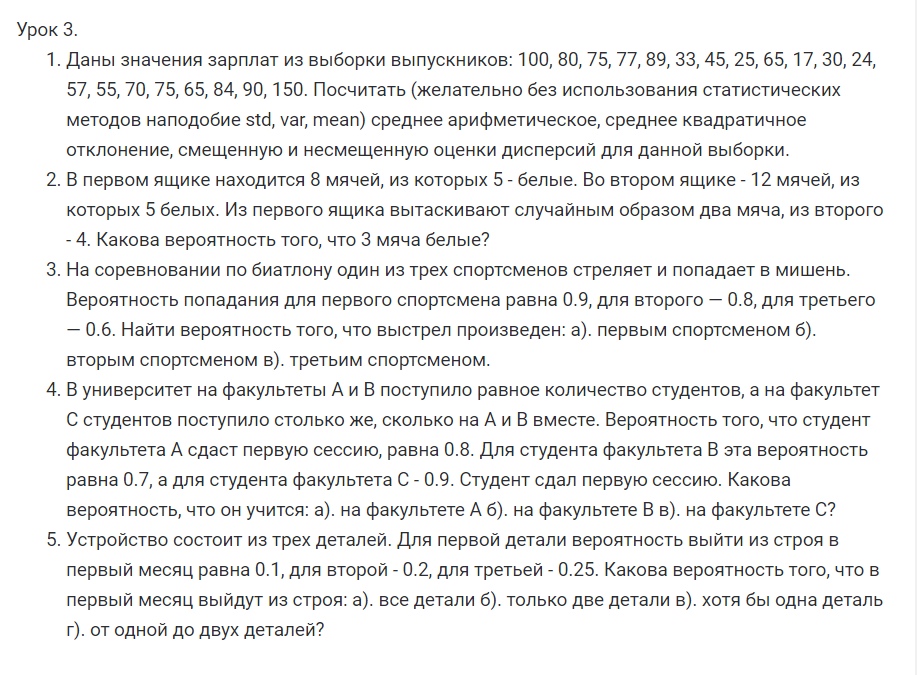 Урок 3.
1. Даны значения зарплат из выборки выпускников: 100, 80, 75, 77, 89, 33, 45, 25, 65, 17, 30, 24,
57, 55, 70, 75, 65, 84, 90, 150. Посчитать (желательно без использования статистических
методов наподобие std, var, mean) среднее арифметическое, среднее квадратичное
отклонение, смещенную и несмещенную оценки дисперсий для данной выборки.
2. В первом ящике находится 8 мячей, из которых 5 - белые. Во втором ящике - 12 мячей, из
которых 5 белых. Из первого ящика вытаскивают случайным образом два мяча, из второго
- 4. Какова вероятность того, что 3 мяча белые?
3. На соревновании по биатлону один из трех спортсменов стреляет и попадает в мишень.
Вероятность попадания для первого спортсмена равна 0.9, для второго — 0.8, для третьего
— 0.6. Найти вероятность того, что выстрел произведен: a). первым спортсменом б).
вторым спортсменом в). третьим спортсменом.
4. В университет на факультеты A и B поступило равное количество студентов, а на факультет
C студентов поступило столько же, сколько на A и B вместе. Вероятность того, что студент
факультета A сдаст первую сессию, равна 0.8. Для студента факультета B эта вероятность
равна 0.7, а для студента факультета C - 0.9. Студент сдал первую сессию. Какова
вероятность, что он учится: a). на факультете A б). на факультете B в). на факультете C?
5. Устройство состоит из трех деталей. Для первой детали вероятность выйти из строя в
первый месяц равна 0.1, для второй - 0.2, для третьей - 0.25. Какова вероятность того, что в
первый месяц выйдут из строя: а). все детали б). только две детали в). хотя бы одна деталь
г). от одной до двух деталей?